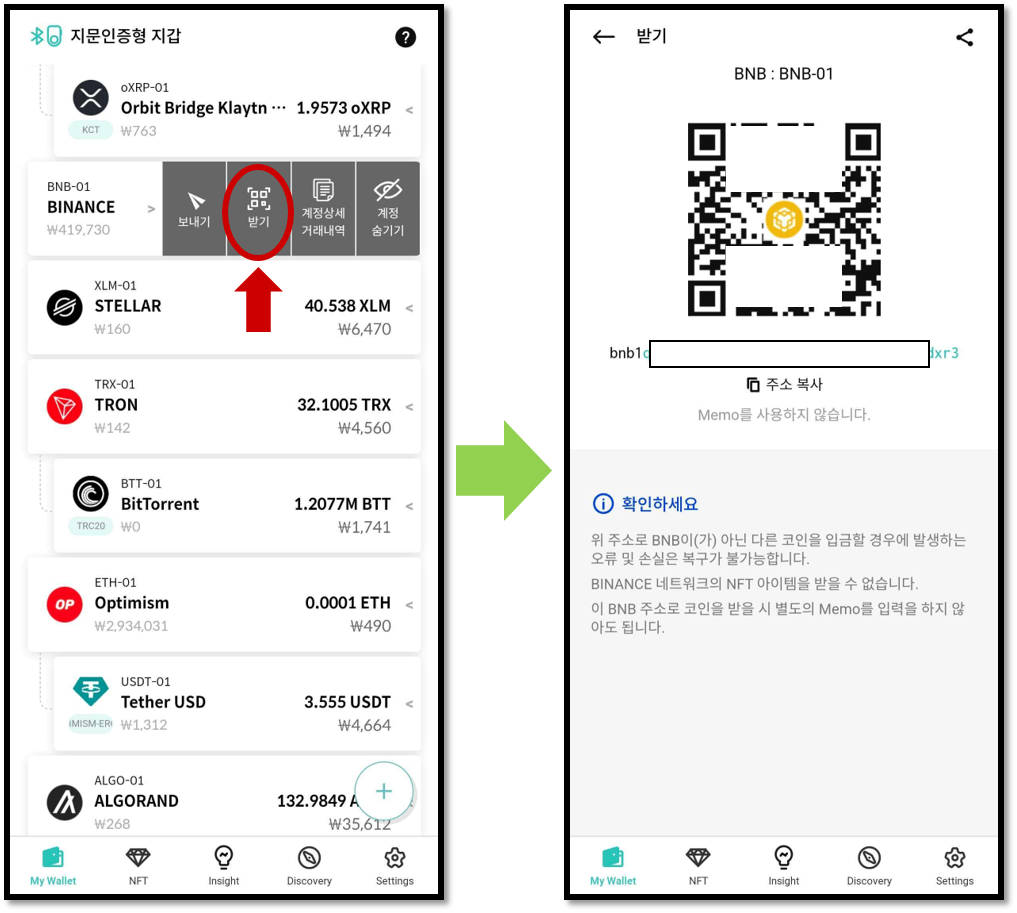 지문인증형 지갑
?
oXRP-01
Orbit Bridge Klaytn ··· 1.9573 oXRP <
KCT ₩763 ₩1,494
BNB-01
BINANCE >
₩419,730
보내기
받기
계정상세
거래내역
계정
숨기기
XLM-01
STELLAR 40.538 XLM <
₩160 ₩6,470
TRX-01
TRON 32.1005 TRX <
₩142 ₩4,560
BTT-01
BitTorrent 1.2077M BTT <
TRC20 ₩0 ₩1,741
ETH-01
OP Optimism 0.0001 ETH <
₩2,934,031 ₩490
USDT-01
Tether USD 3.555 USDT <
IMISM-ER ₩1,312 ₩4,664
ALGO-01
ALGORAND 132.9849 A
₩268 ₩35,612
+
My Wallet NFT Insight Discovery Settings
받기
BNB : BNB-01
bnb1 dxr3
주소 복사
Memo를 사용하지 않습니다.
확인하세요
위 주소로 BNB이(가) 아닌 다른 코인을 입금할 경우에 발생하는
오류 및 손실은 복구가 불가능합니다.
BINANCE 네트워크의 NFT 아이템을 받을 수 없습니다.
이 BNB 주소로 코인을 받을 시 별도의 Memo를 입력을 하지 않
아도 됩니다.
My Wallet NFT Insight Discovery Settings